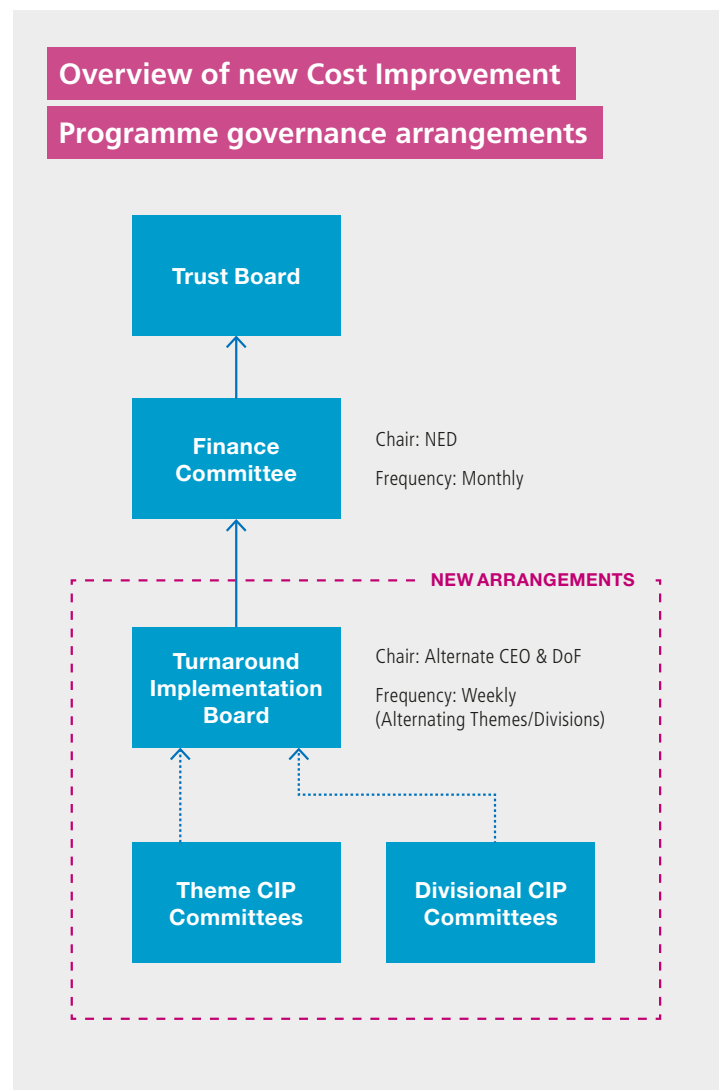 Overview of new Cost Improvement
Programme governance arrangements
Trust Board
Finance
Committee
Chair: NED
Frequency: Monthly
NEW ARRANGEMENTS
Turnaround
Implementation
Board
Chair: Alternate CEO & DoF
Frequency: Weekly
(Alternating Themes/Divisions)
Theme CIP
Committees
Divisional CIP
Committees